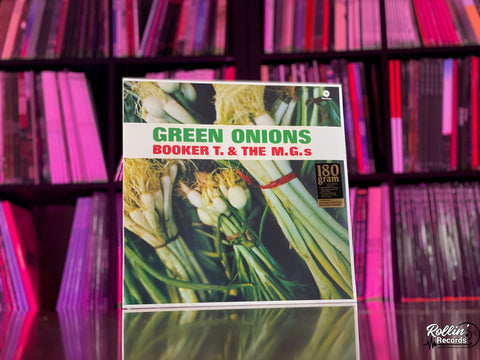 GREEN ONIONS
BOOKER T. & THE M.G.s
180
gram
Rollin'
Records